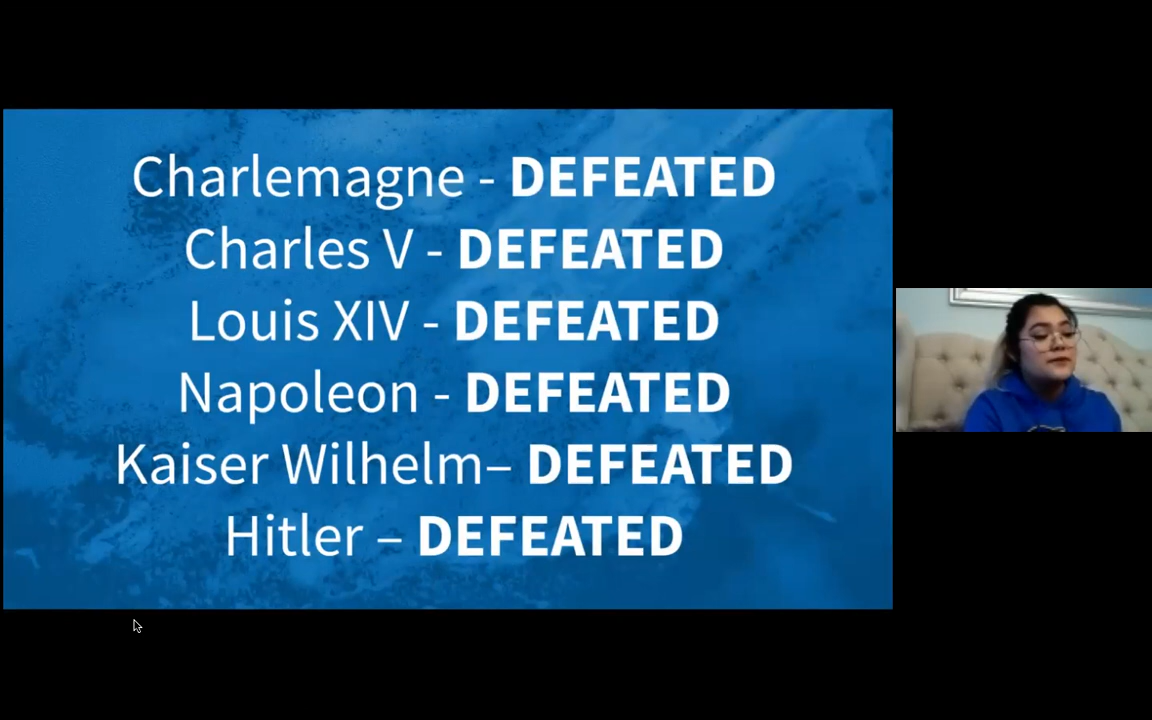 Charlemagne - DEFEATED
Charles V - DEFEATED
Louis XIV - DEFEATED
Napoleon - DEFEATED
Kaiser Wilhelm– DEFEATED
Hitler – DEFEATED